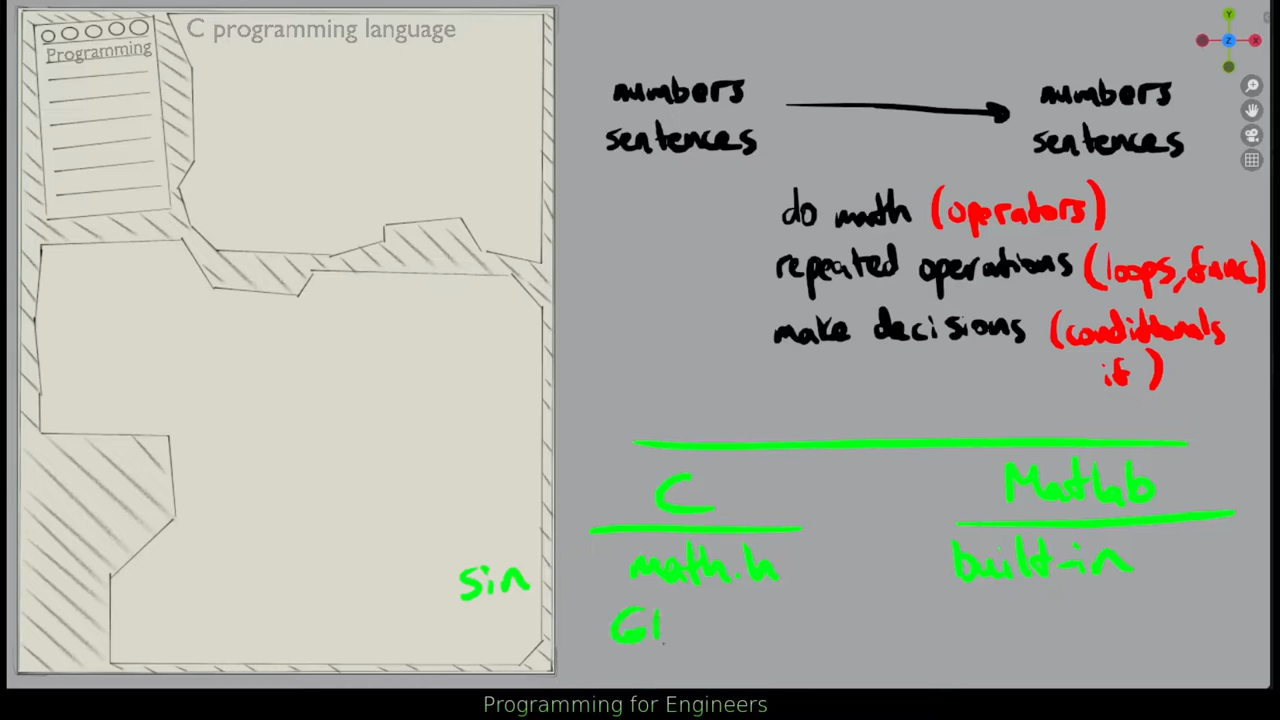 C programming language
Programming
numbers
sentences
numbers
sentences
do math (operators)
repeated operations (loops, func)
make decisions (conditionals
if )
C
Matlab
sin
math.h
built-in
Y
Z
X
Programming for Engineers